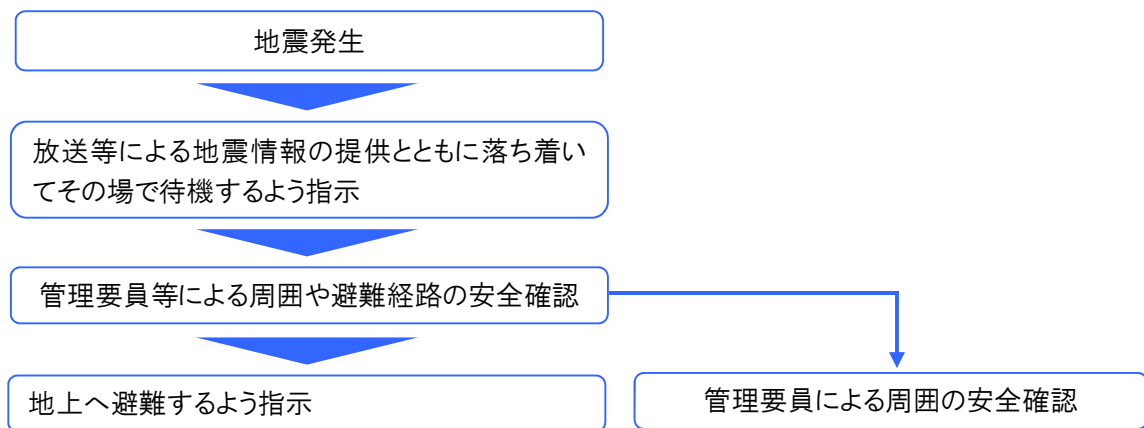 地震発生
放送等による地震情報の提供とともに落ち着い
てその場で待機するよう指示
管理要員等による周囲や避難経路の安全確認
地上へ避難するよう指示
管理要員による周囲の安全確認